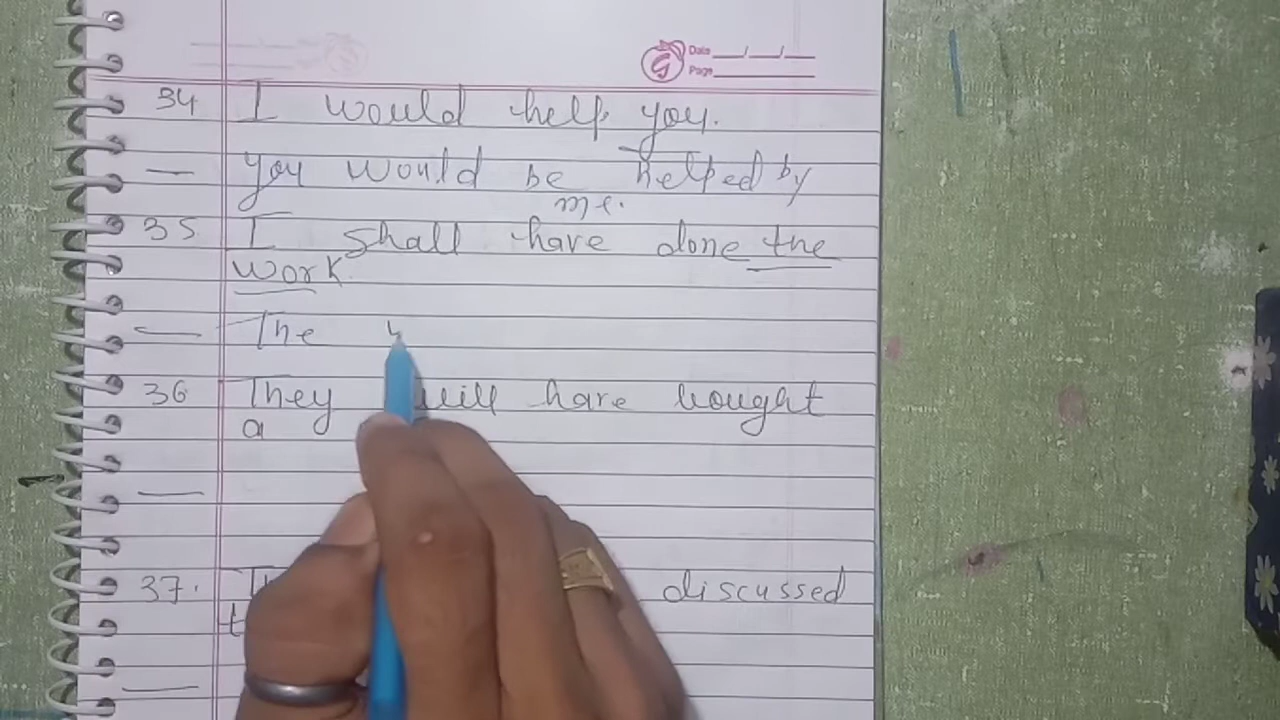 Date
Page
34 I would help you.
— you would be helped by
me.
35 I shall have done the
work.
— The
36 They will have bought
a
—
37. discussed
—